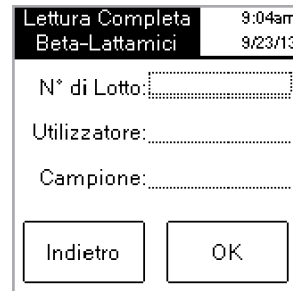 Lettura Completa 9:04am
Beta-Lattamici 9/23/13
N° di Lotto:
Utilizzatore:
Campione:
Indietro OK